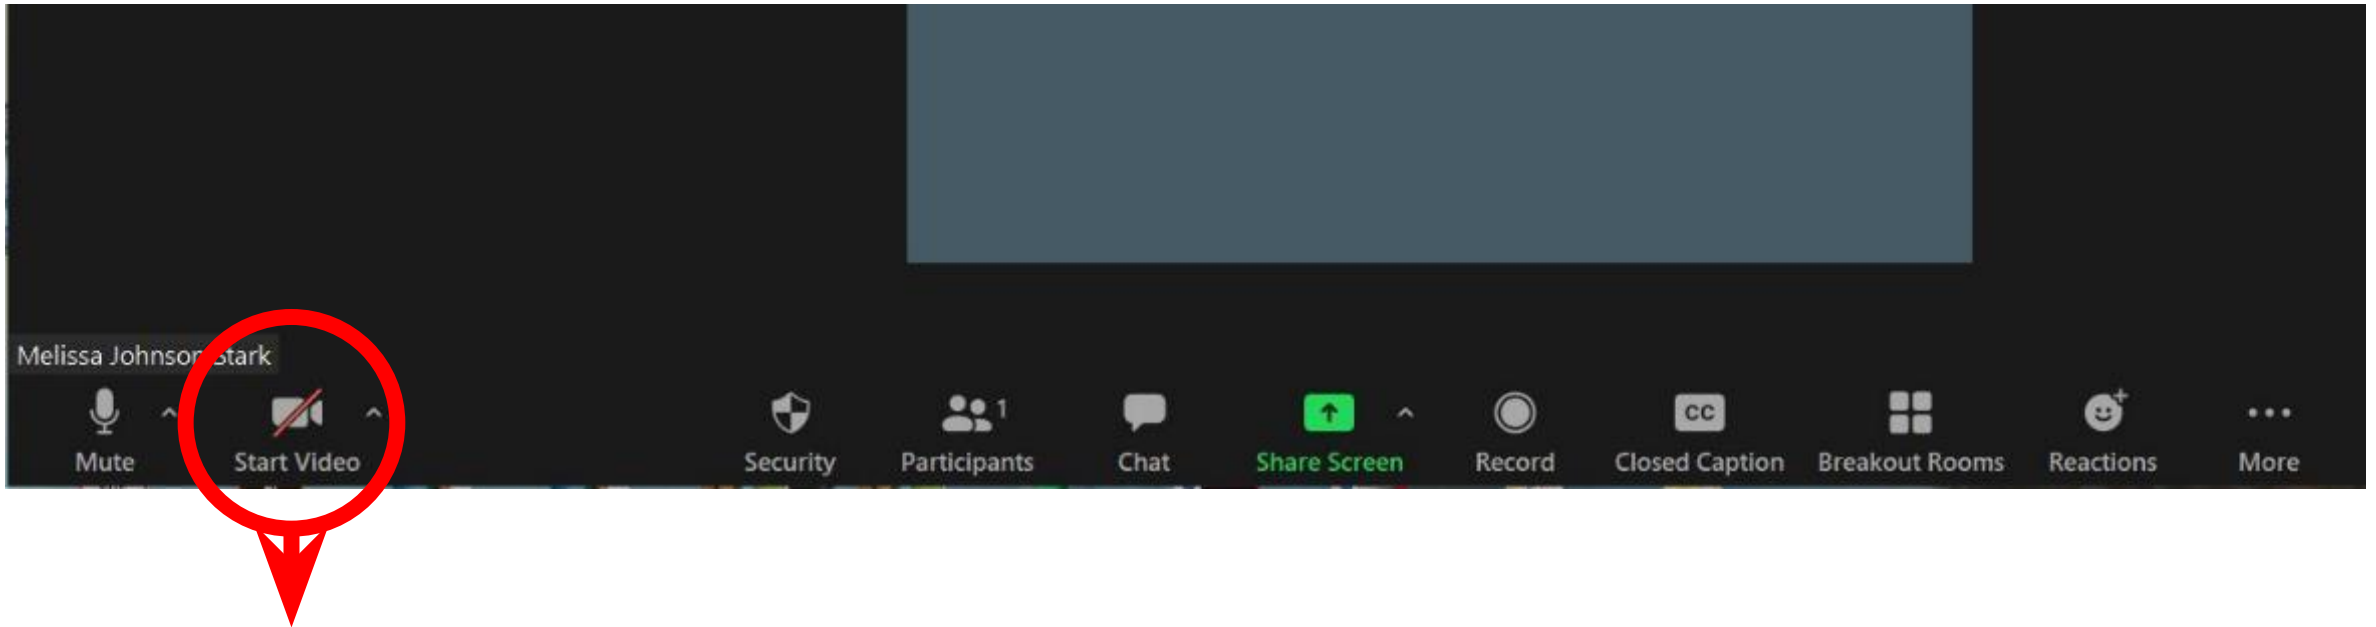 Melissa Johnson Stark
1
CC
Mute Start Video Security Participants Chat Share Screen Record Closed Caption Breakout Rooms Reactions More